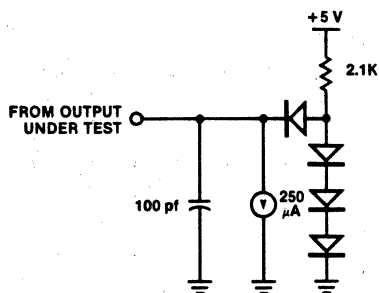 +5 V
2.1K
FROM OUTPUT
UNDER TEST
100 pf
250
μA